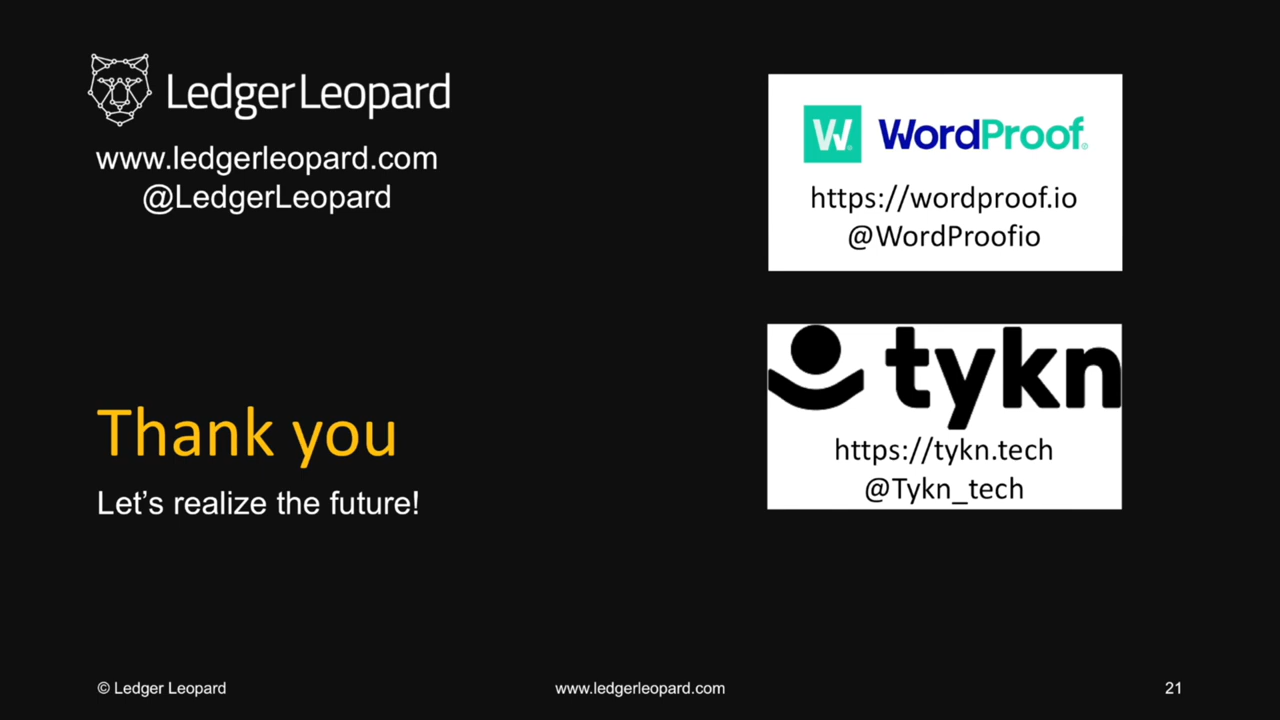 LedgerLeopard
www.ledgerleopard.com
@LedgerLeopard
W WordProof
https://wordproof.io
@WordProofio
tykn
https://tykn.tech
@Tykn_tech
Thank you
Let’s realize the future!
© Ledger Leopard
www.ledgerleopard.com
21